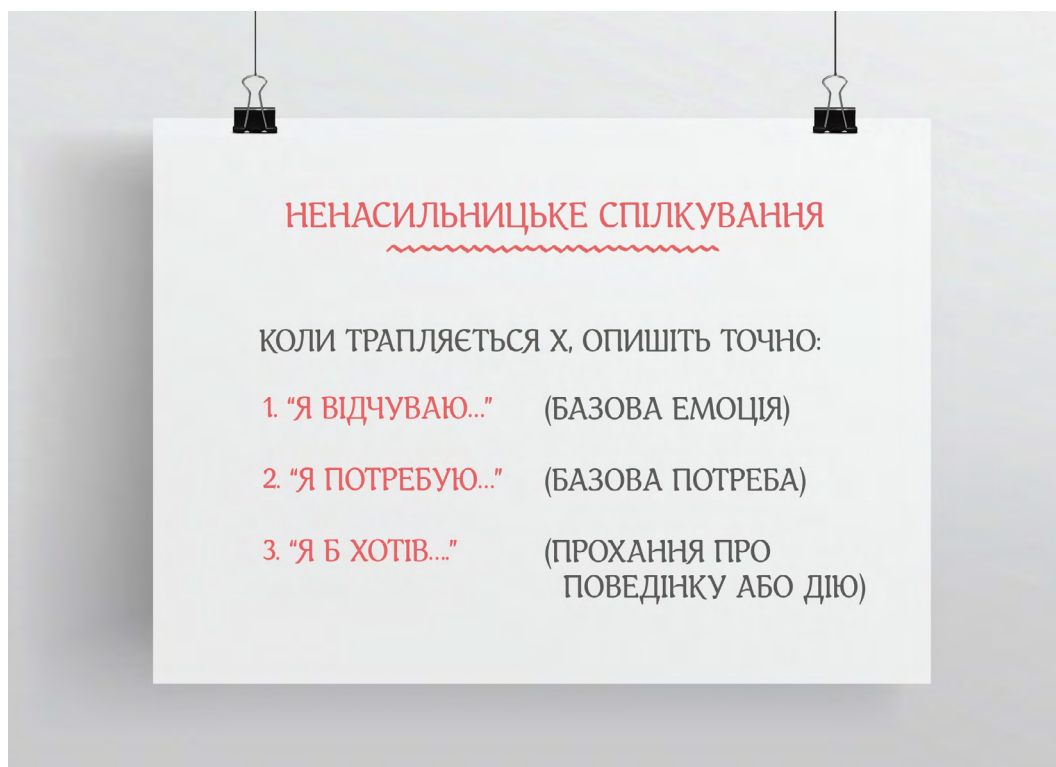 НЕНАСИЛЬНИЦЬКЕ СПІЛКУВАННЯ
КОЛИ ТРАПЛЯЄТЬСЯ Х, ОПИШІТЬ ТОЧНО:
1. “Я ВІДЧУВАЮ...” (БАЗОВА ЕМОЦІЯ)
2. “Я ПОТРЕБУЮ...” (БАЗОВА ПОТРЕБА)
3. “Я Б ХОТІВ....” (ПРОХАННЯ ПРО
ПОВЕДІНКУ АБО ДІЮ)